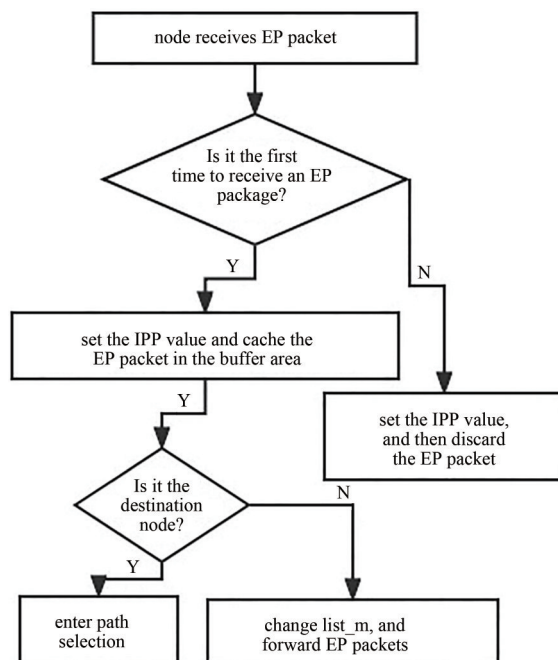 node receives EP packet
Is it the first
time to receive an EP
package?
Y
N
set the IPP value and cache the
EP packet in the buffer area
Y
set the IPP value,
and then discard
the EP packet
Is it the
destination
node?
N
Y
enter path
selection
change list_m, and
forward EP packets